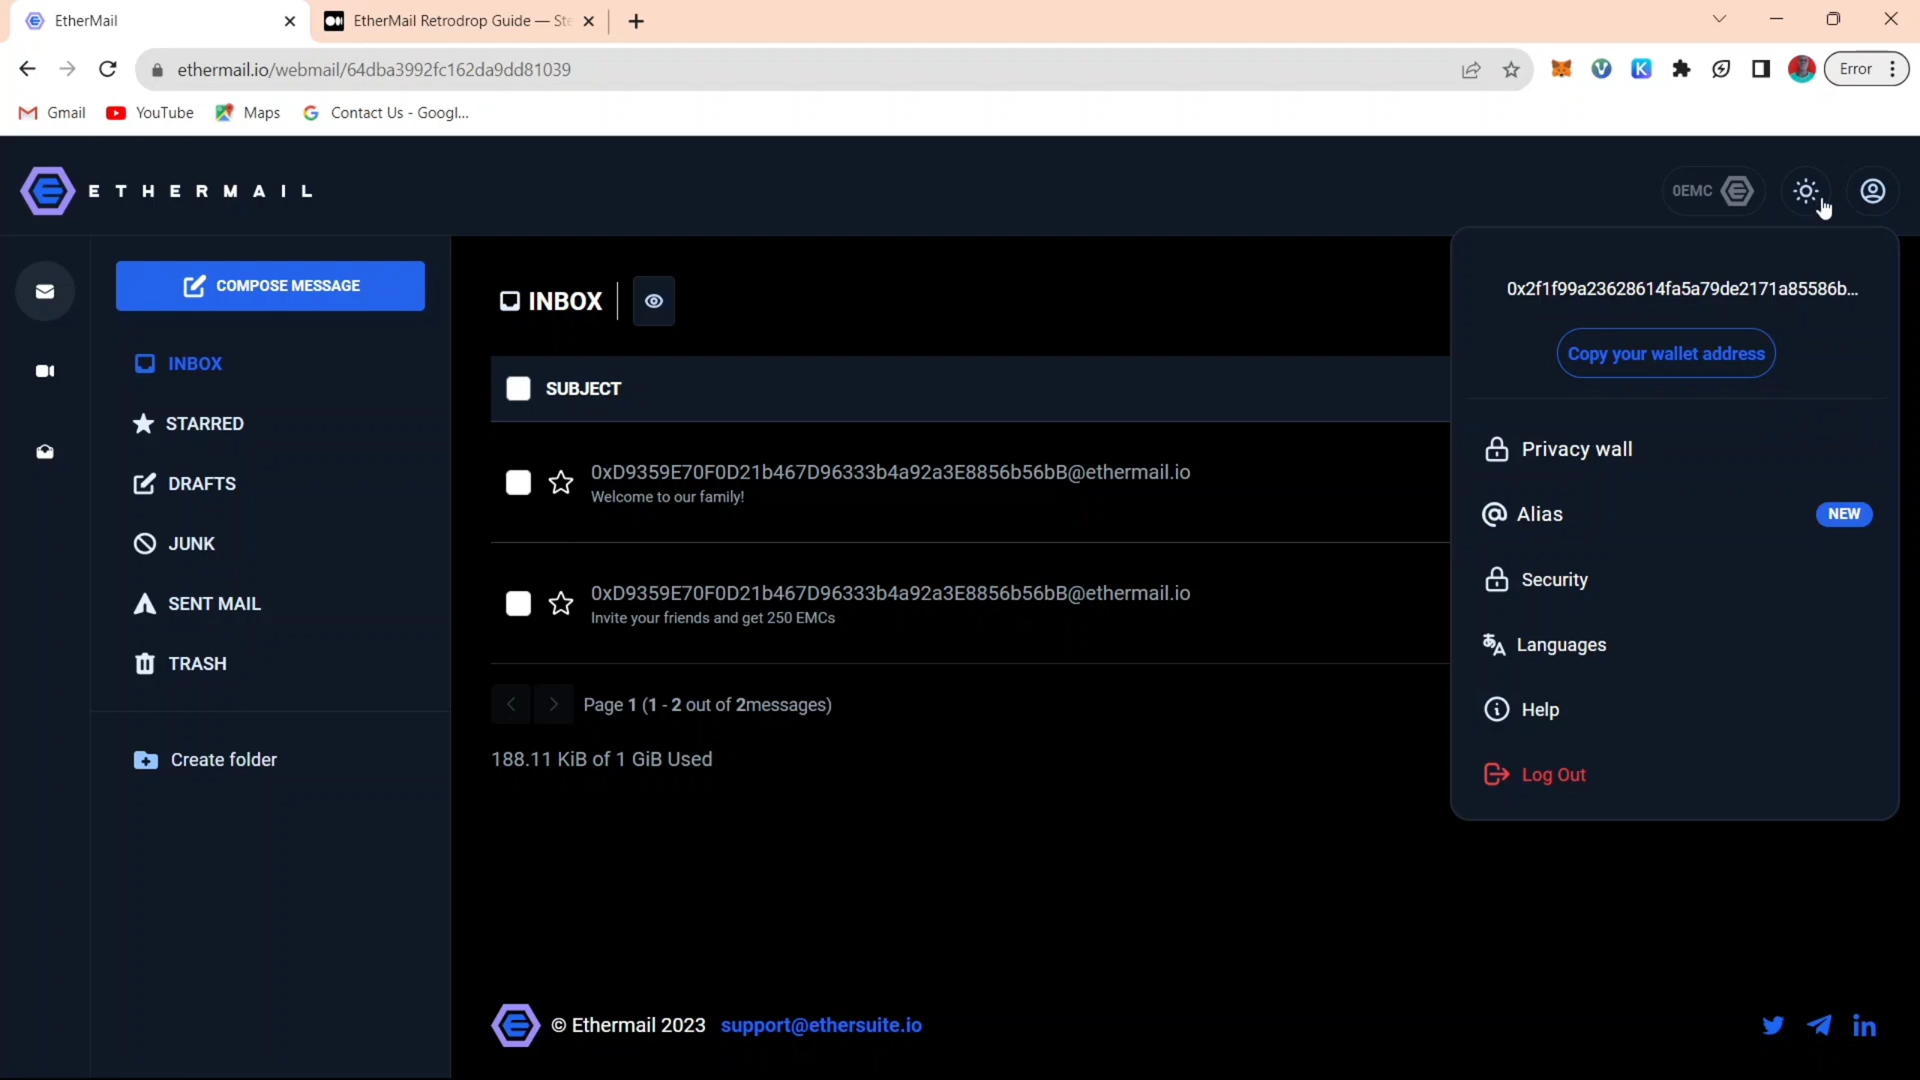 EtherMail
EtherMail Retrodrop Guide — Ste
ethermail.io/webmail/64dba3992fc162da9dd81039
Error
Gmail
YouTube
Maps
Contact Us - Googl...
ETHERMAIL
0EMC
COMPOSE MESSAGE
INBOX
STARRED
DRAFTS
JUNK
SENT MAIL
TRASH
Create folder
INBOX
SUBJECT
0xD9359E70F0D21b467D96333b4a92a3E8856b56bB@ethermail.io
Welcome to our family!
0xD9359E70F0D21b467D96333b4a92a3E8856b56bB@ethermail.io
Invite your friends and get 250 EMCs
Page 1 (1 - 2 out of 2messages)
188.11 KiB of 1 GiB Used
0x2f1f99a23628614fa5a79de2171a85586b...
Copy your wallet address
Privacy wall
Alias
NEW
Security
Languages
Help
Log Out
© Ethermail 2023 support@ethersuite.io